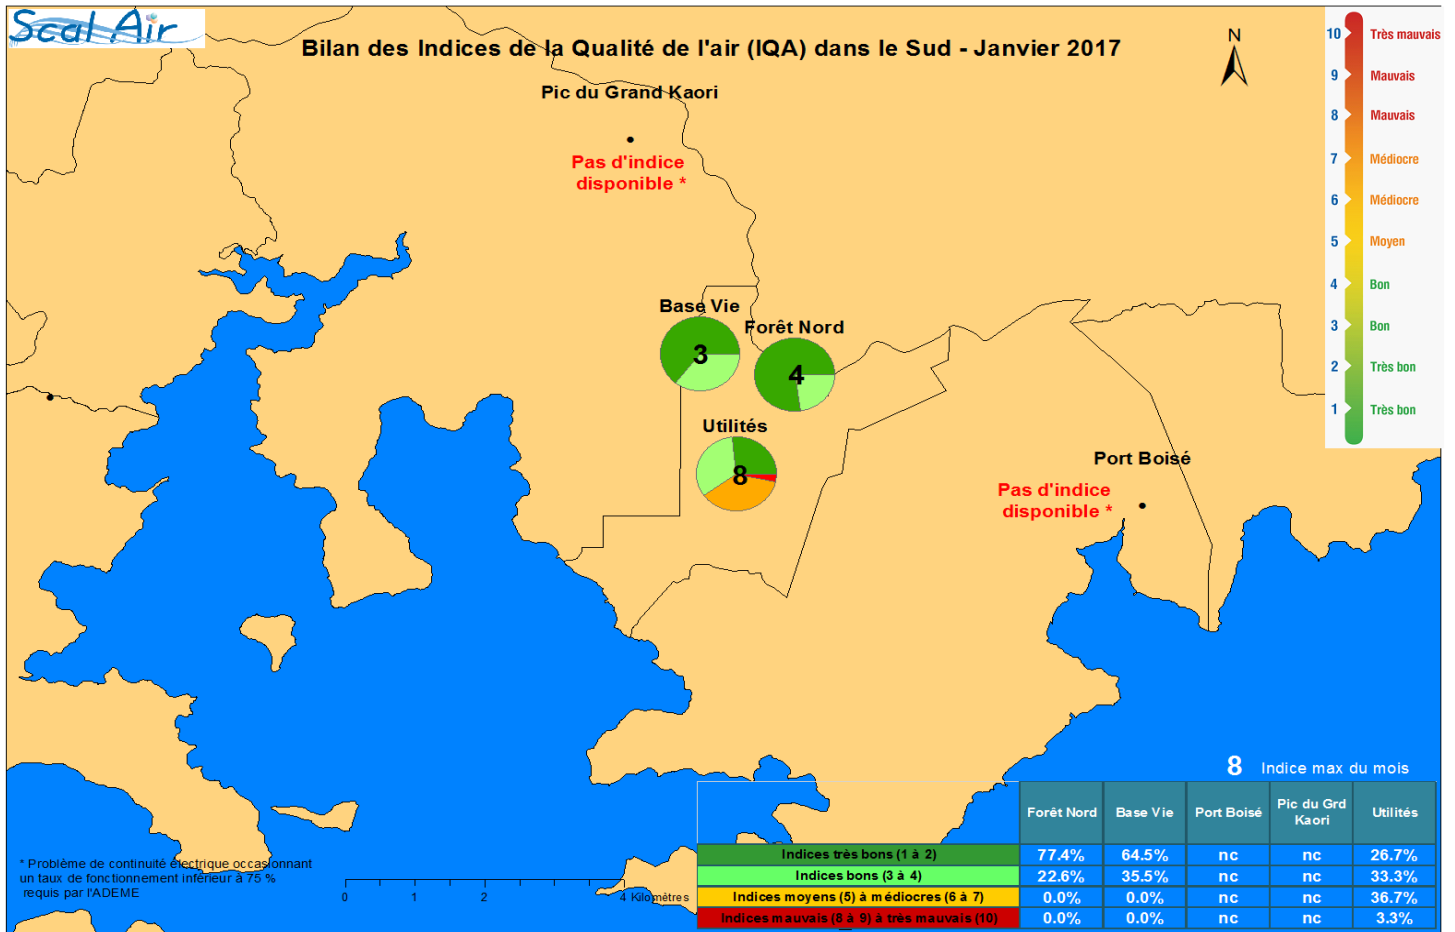 Scal Air
Bilan des Indices de la Qualité de l'air (IQA) dans le Sud - Janvier 2017
N
10 Très mauvais
9 Mauvais
8 Mauvais
7 Médiocre
6 Médiocre
5 Moyen
4 Bon
3 Bon
2 Très bon
1 Très bon
Pic du Grand Kaori
Pas d'indice
disponible *
Base Vie
3
Forêt Nord
4
Utilités
8
Port Boisé
Pas d'indice
disponible *
8 Indice max du mois
Forêt Nord Base Vie Port Boisé Pic du Grd Kaori Utilités
Indices très bons (1 à 2) 77.4% 64.5% nc nc 26.7%
Indices bons (3 à 4) 22.6% 35.5% nc nc 33.3%
Indices moyens (5) à médiocres (6 à 7) 0.0% 0.0% nc nc 36.7%
Indices mauvais (8 à 9) à très mauvais (10) 0.0% 0.0% nc nc 3.3%
* Problème de continuité électrique occasionnant
un taux de fonctionnement inférieur à 75 %
requis par l'ADEME
0 1 2 4 Kilomètres